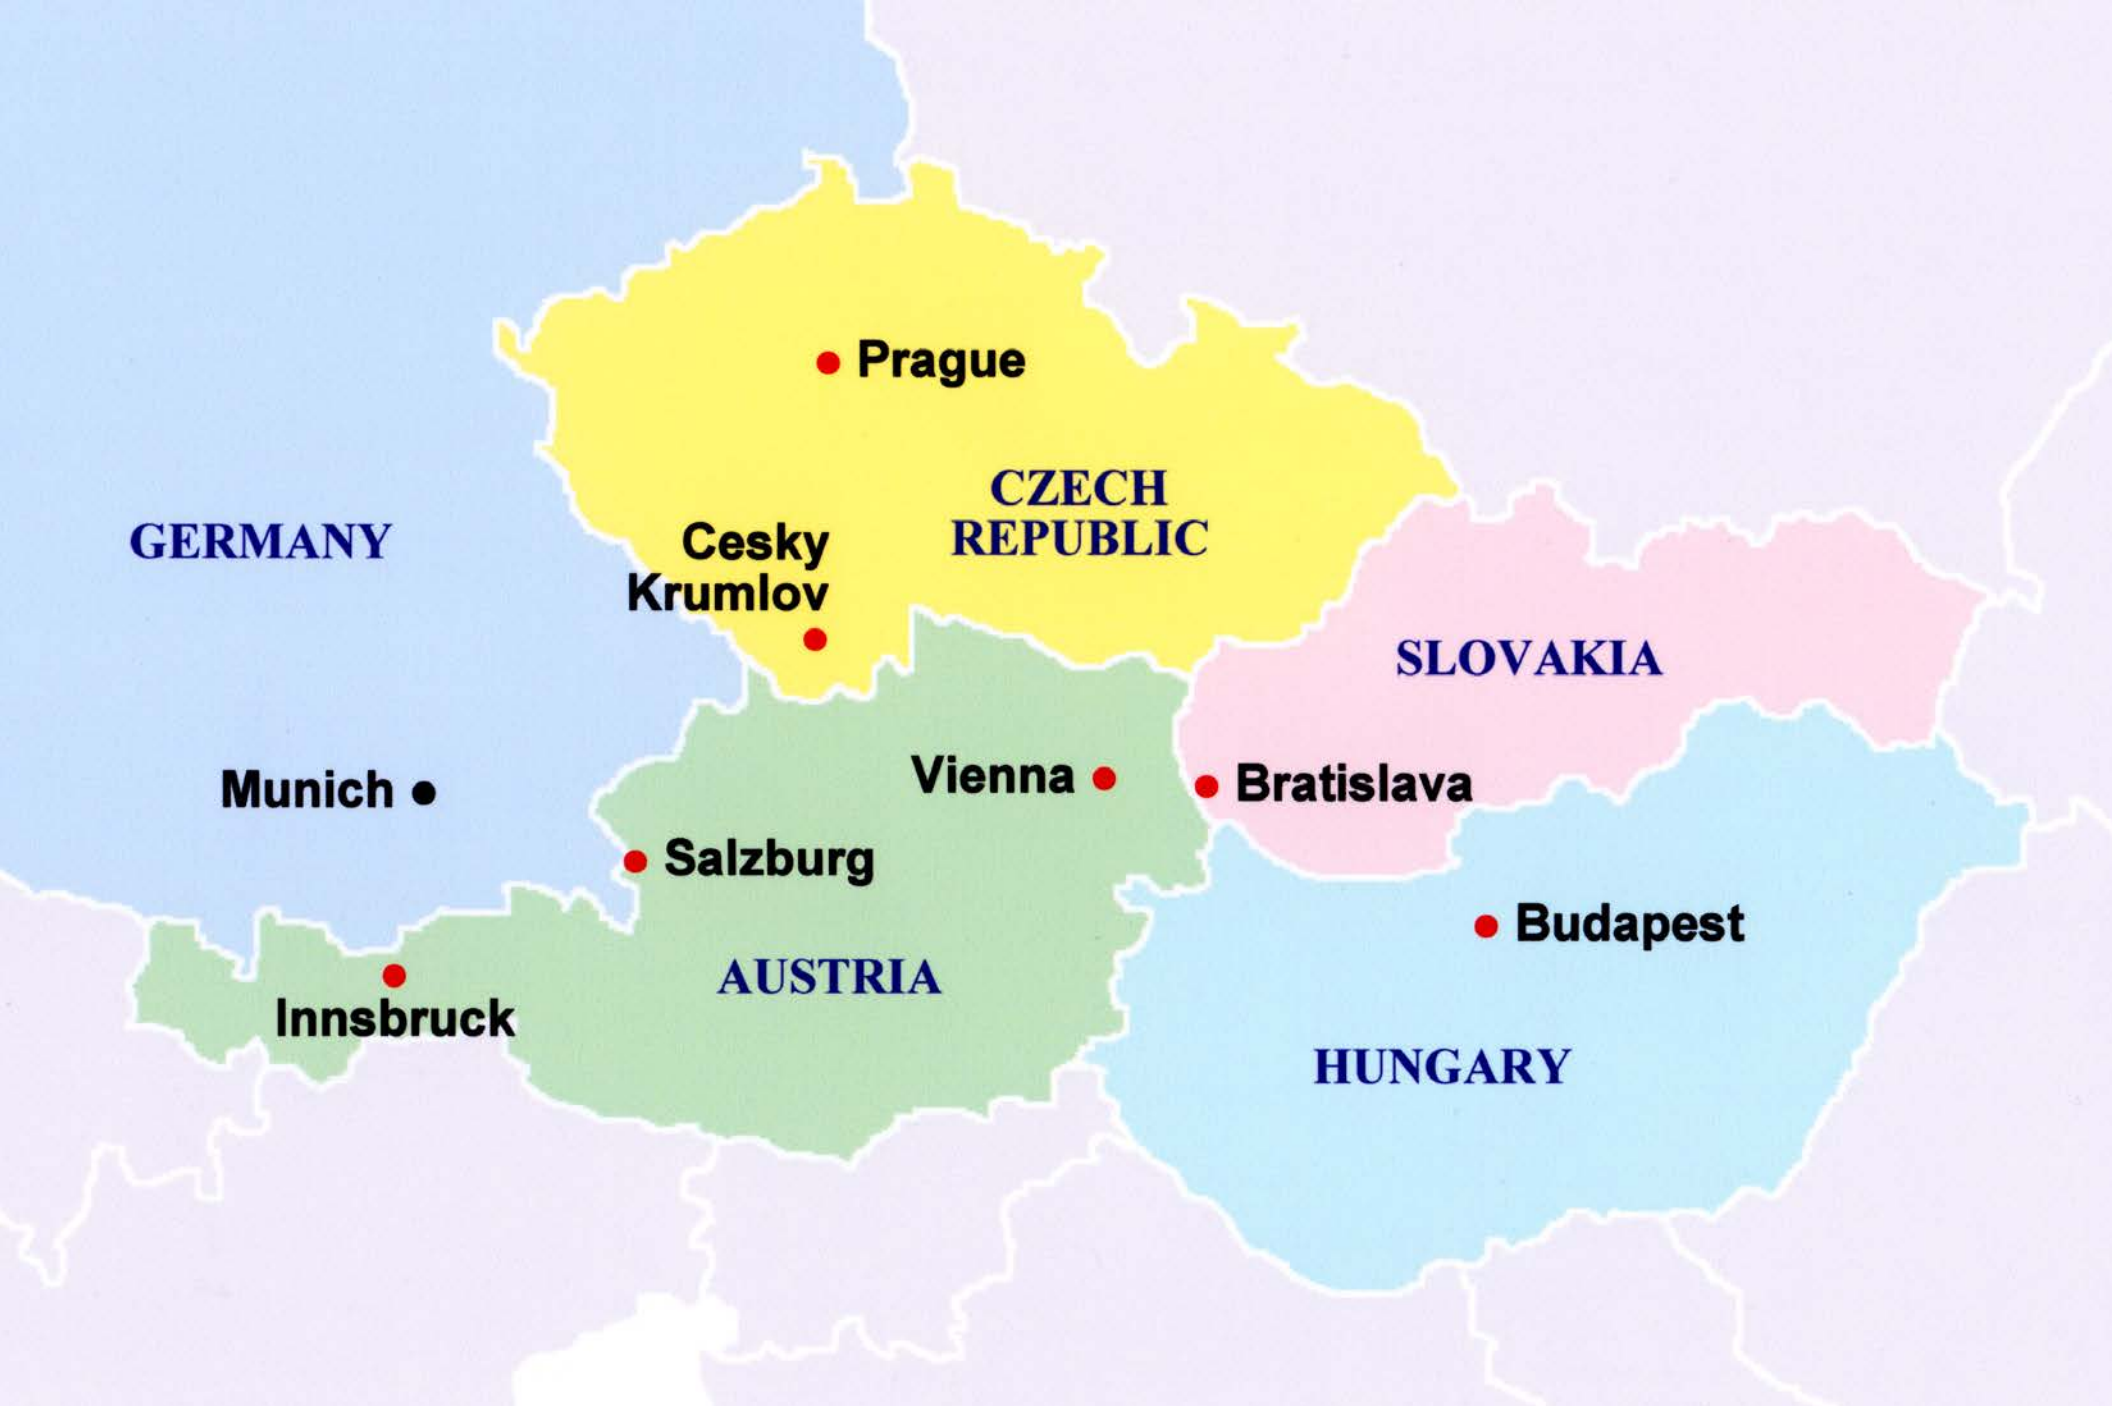 Prague
CZECH
REPUBLIC
GERMANY
Cesky
Krumlov
SLOVAKIA
Munich
Vienna
Bratislava
Salzburg
Budapest
AUSTRIA
Innsbruck
HUNGARY